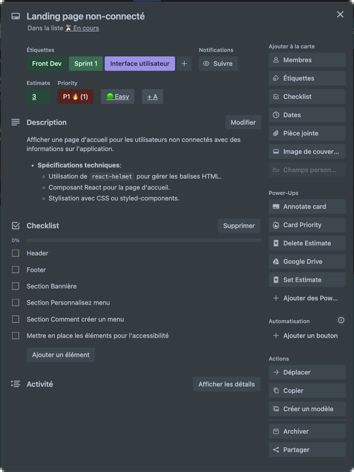 Landing page non-connecté
Dans la liste ⌛ En cours
Étiquettes
Notifications
Front Dev
Sprint 1
Interface utilisateur
+
Suivre
Estimate
Priority
3
P1 🔥 (1)
Easy
+ A
Description
Modifier
Afficher une page d'accueil pour les utilisateurs non connectés avec des
informations sur l'application.
• Spécifications techniques:
Utilisation de react-helmet pour gérer les balises HTML.
Composant React pour la page d'accueil.
Stylisation avec CSS ou styled-components.
Checklist
Supprimer
0%
Header
Footer
Section Bannière
Section Personnalisez menu
Section Comment créer un menu
Mettre en place les éléments pour l'accessibilité
Ajouter un élément
Activité
Afficher les détails
Ajouter à la carte
Membres
Étiquettes
Checklist
Dates
Pièce jointe
Image de couver...
Champs person...
Power-Ups
Annotate card
Card Priority
Delete Estimate
Google Drive
Set Estimate
+ Ajouter des Pow...
Automatisation
+ Ajouter un bouton
Actions
Déplacer
Copier
Créer un modèle
Archiver
Partager